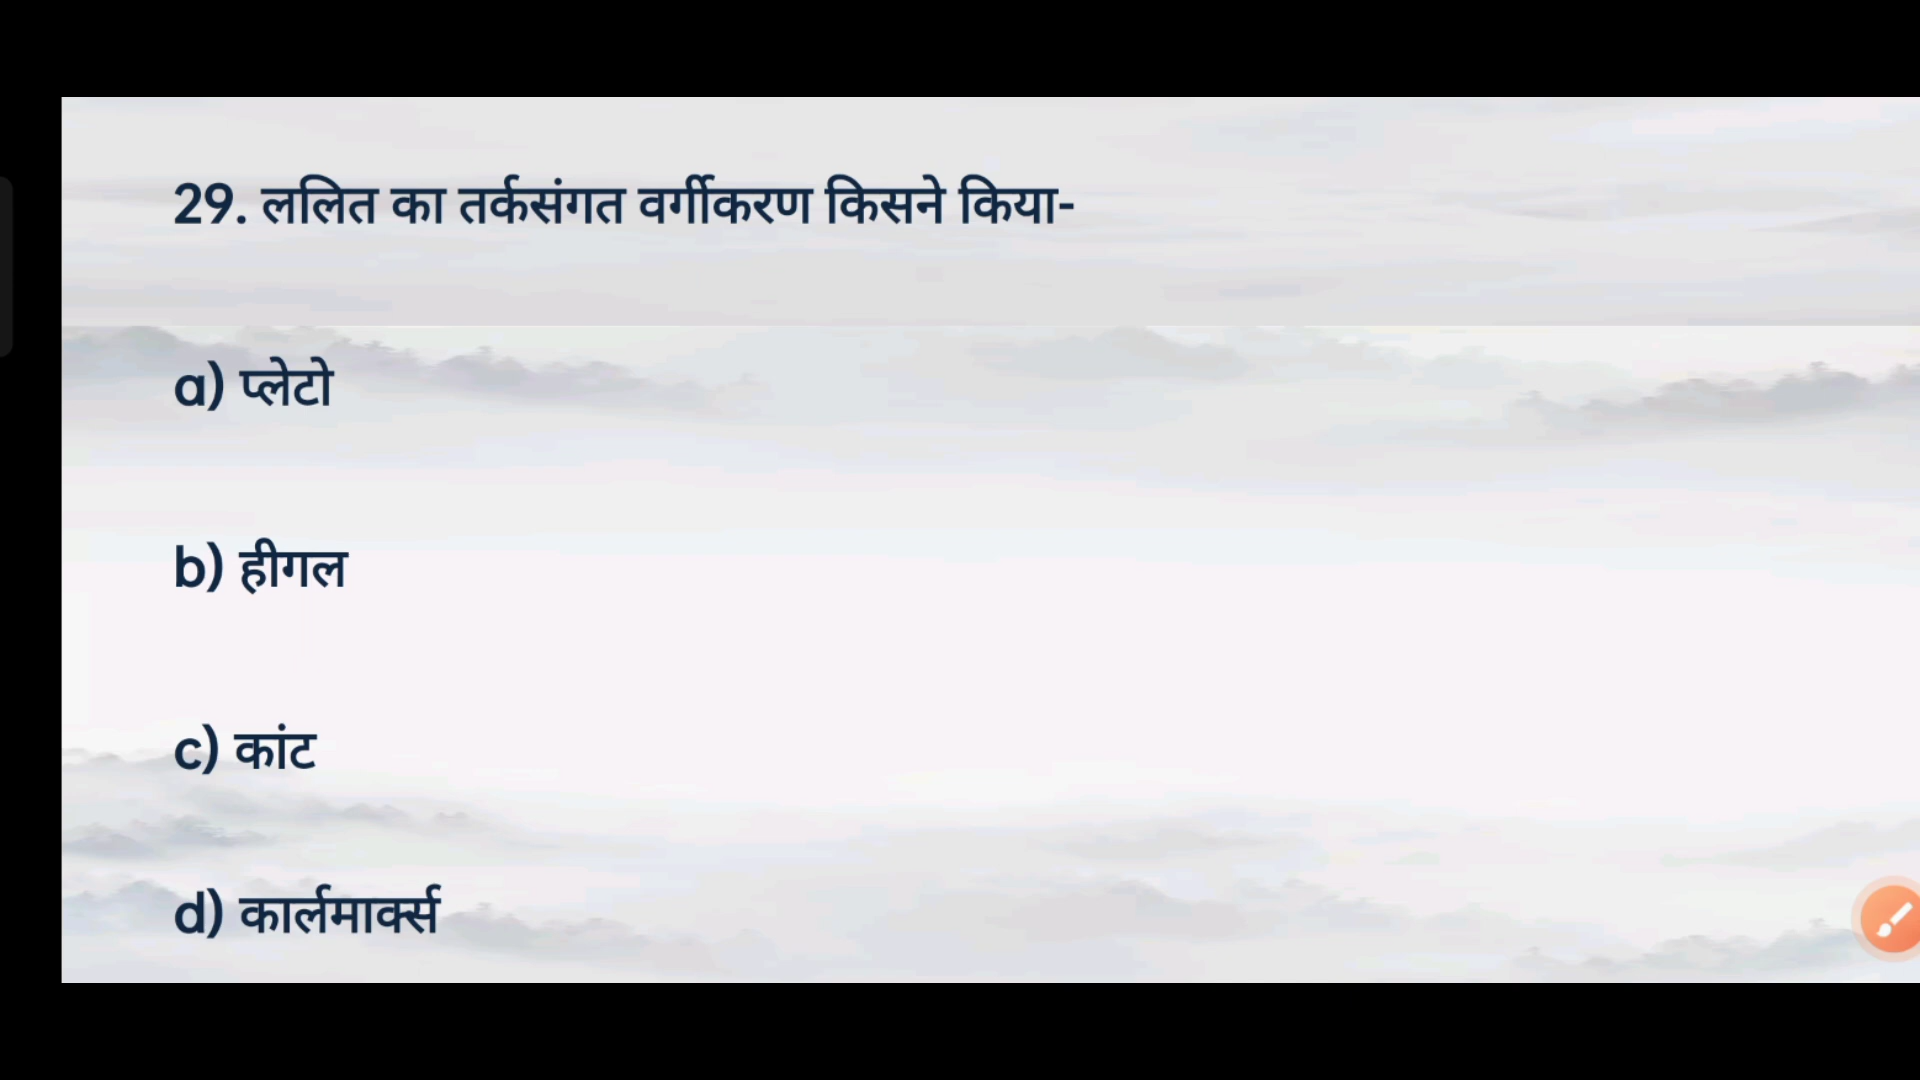 29. ललित का तर्कसंगत वर्गीकरण किसने किया-
a) प्लेटो
b) हीगल
c) कांट
d) कार्लमार्क्स